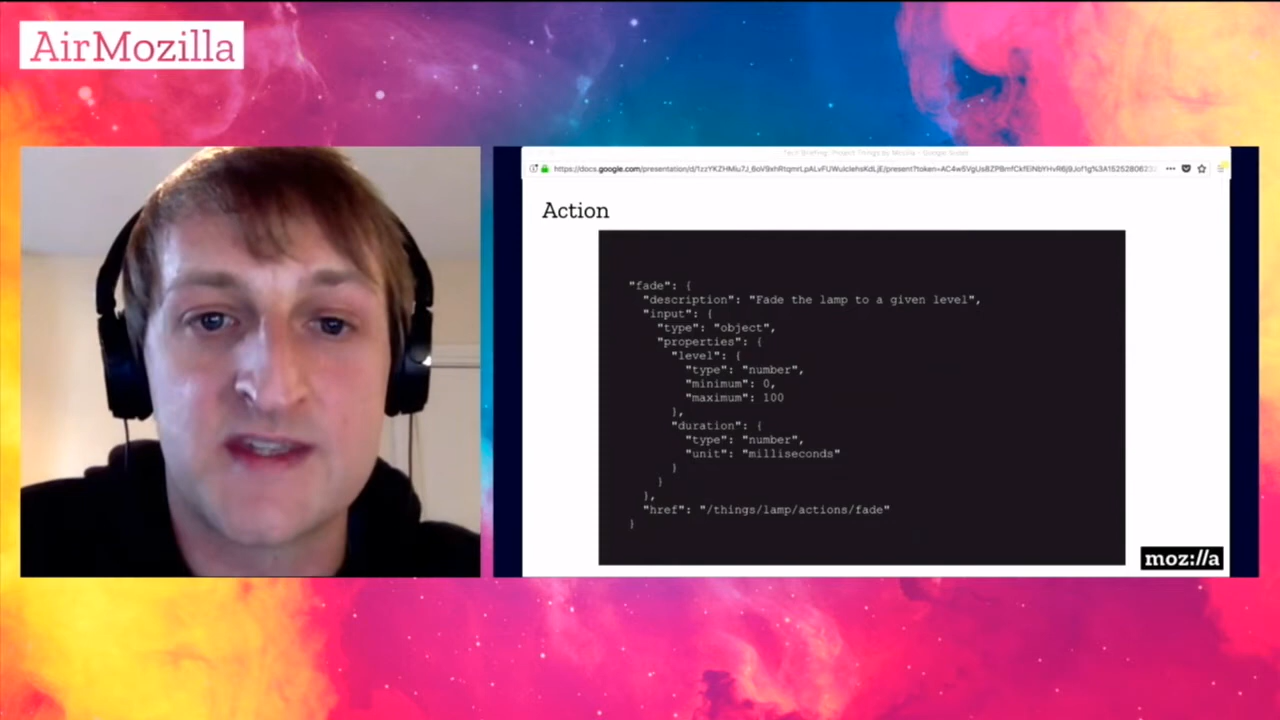 AirMozilla
Action
"fade": {
"description": "Fade the lamp to a given level",
"input": {
"type": "object",
"properties": {
"level": {
"type": "number",
"minimum": 0,
"maximum": 100
},
"duration": {
"type": "number",
"unit": "milliseconds"
}
}
},
"href": "/things/lamp/actions/fade"
}
moz://a